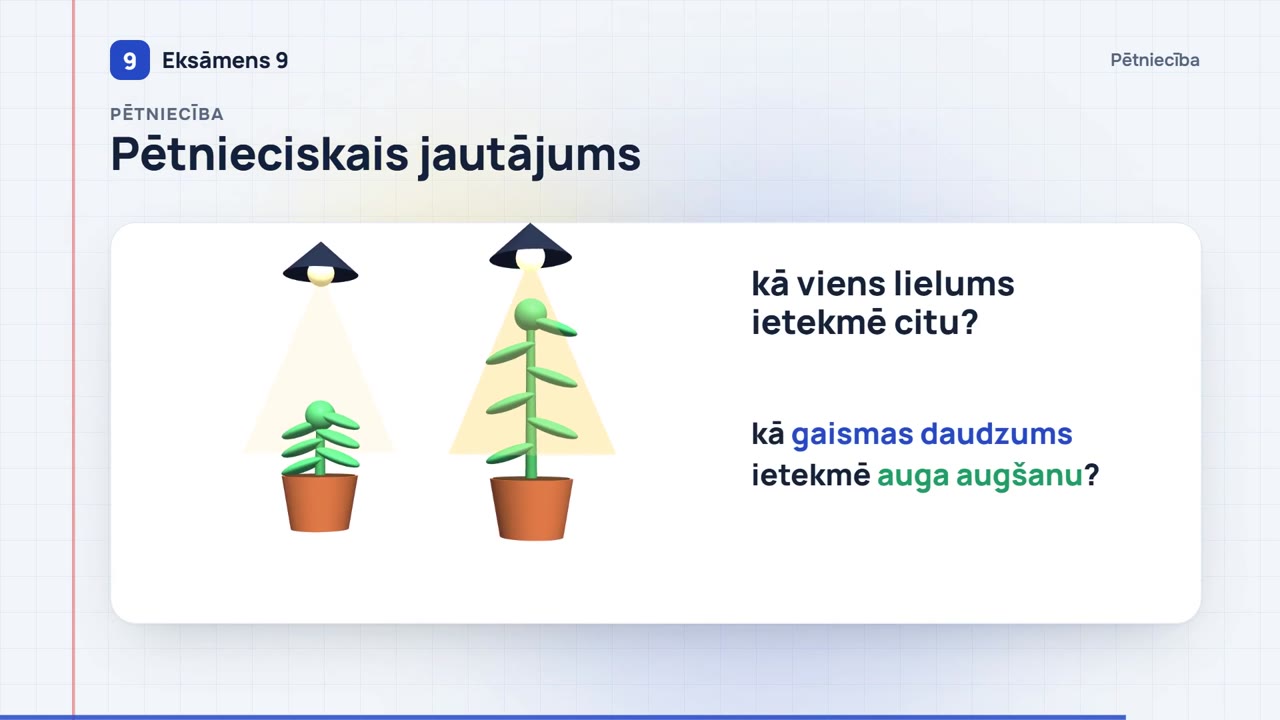 9 Eksāmens 9
Pētniecība
PĒTNIECĪBA
Pētnieciskais jautājums
kā viens lielums
ietekmē citu?
kā gaismas daudzums
ietekmē auga augšanu?